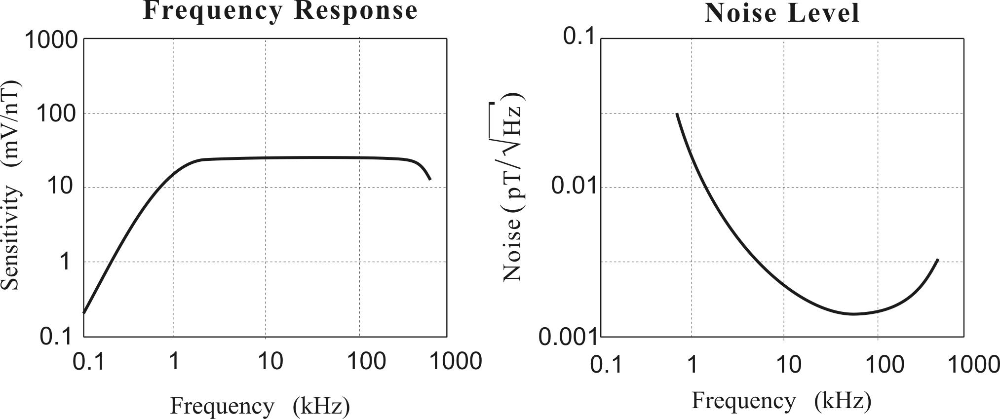 Frequency Response
1000
100
10
1
0.1
Sensitivity (mV/nT)
0.1 1 10 100 1000
Frequency (kHz)
Noise Level
0.1
0.01
0.001
Noise ( pT/√Hz )
0.1 1 10 100 1000
Frequency (kHz)